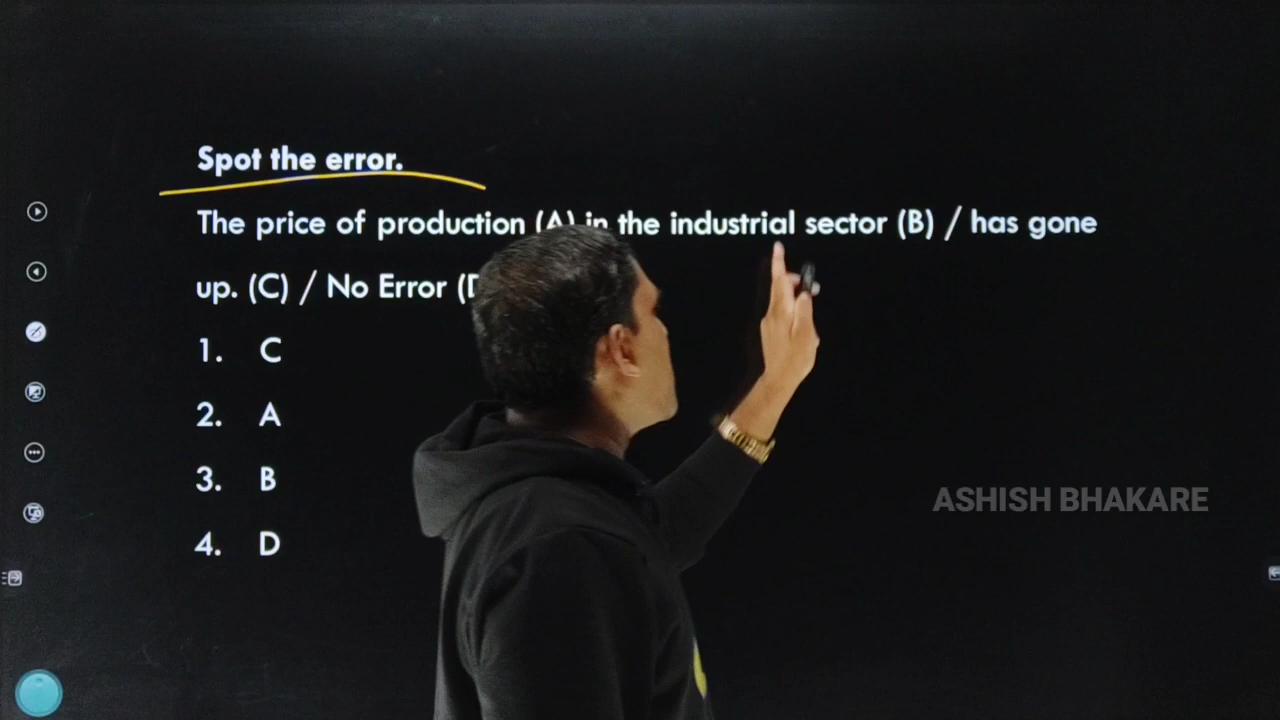 Spot the error.
The price of production (A) in the industrial sector (B) / has gone
up. (C) / No Error (D
1. C
2. A
3. B
4. D
ASHISH BHAKARE